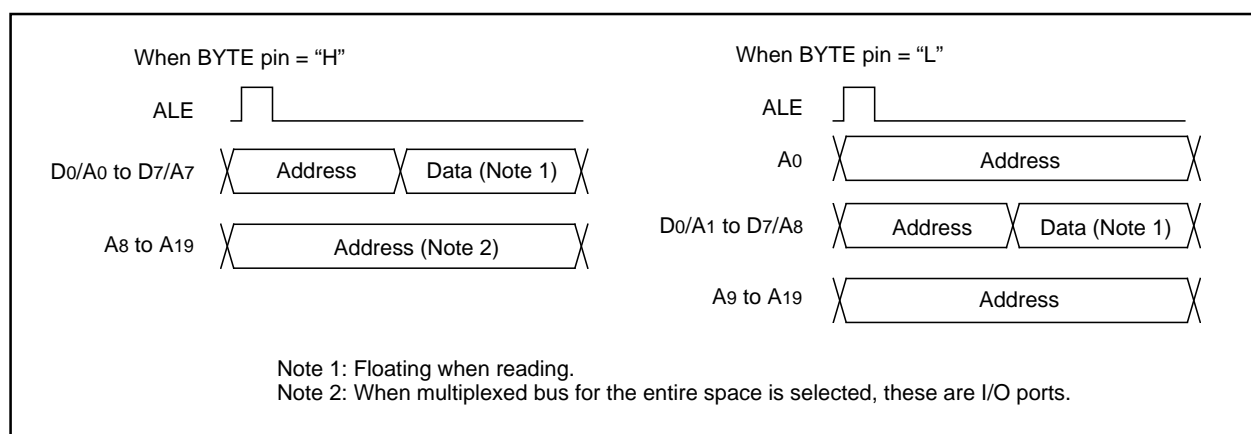 When BYTE pin = “H”
ALE
D0/A0 to D7/A7
Address
Data (Note 1)
A8 to A19
Address (Note 2)
When BYTE pin = “L”
ALE
A0
Address
D0/A1 to D7/A8
Address
Data (Note 1)
A9 to A19
Address
Note 1: Floating when reading.
Note 2: When multiplexed bus for the entire space is selected, these are I/O ports.